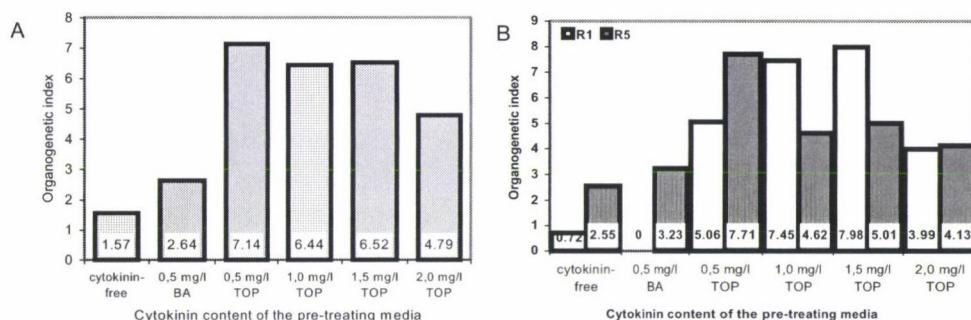 A
Organogenetic index
8
7
6
5
4
3
2
1
0
1.57 2.64 7.14 6.44 6.52 4.79
cytokinin-free 0,5 mg/l BA 0,5 mg/l TOP 1,0 mg/l TOP 1,5 mg/l TOP 2,0 mg/l TOP
Cytokinin content of the pre-treating media
B
R1 R5
Organogenetic index
9
8
7
6
5
4
3
2
1
0
0.72 2.55 0 3.23 5.06 7.71 7.45 4.62 7.98 5.01 3.99 4.13
cytokinin-free 0,5 mg/l BA 0,5 mg/l TOP 1,0 mg/l TOP 1,5 mg/l TOP 2,0 mg/l TOP
Cytokinin content of the pre-treating media